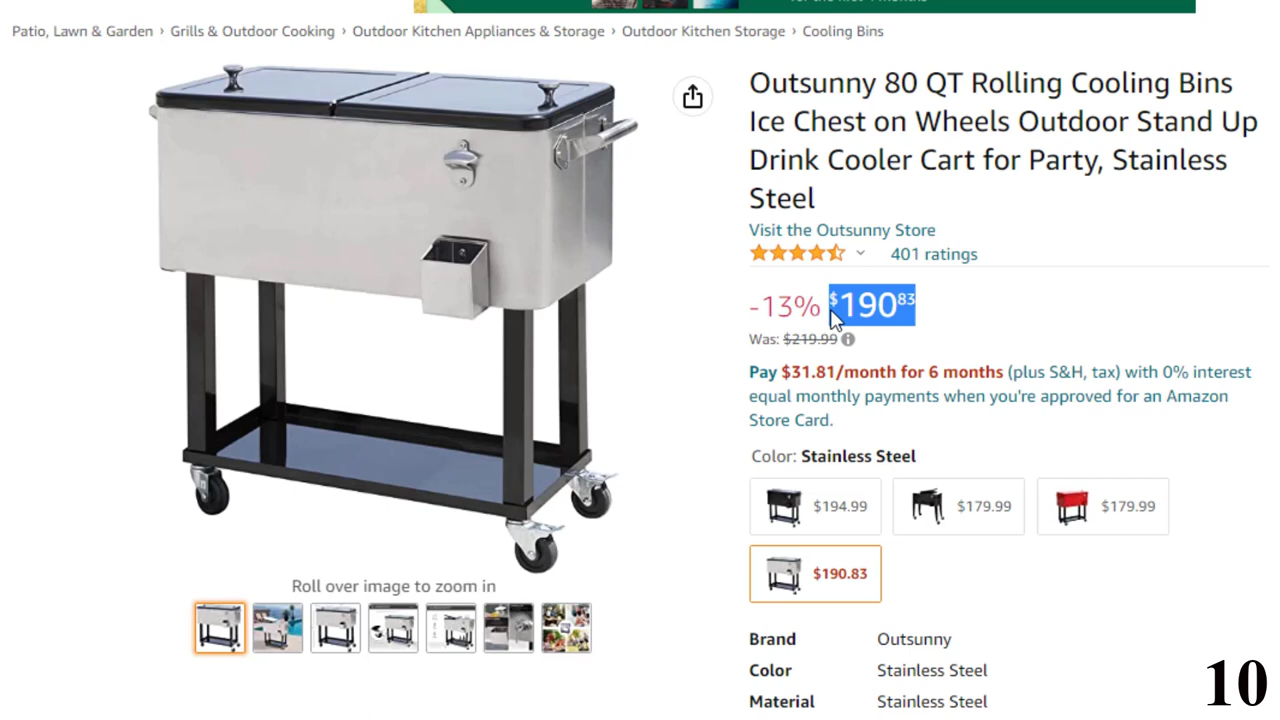 Patio, Lawn & Garden › Grills & Outdoor Cooking › Outdoor Kitchen Appliances & Storage › Outdoor Kitchen Storage › Cooling Bins
Outsunny 80 QT Rolling Cooling Bins
Ice Chest on Wheels Outdoor Stand Up
Drink Cooler Cart for Party, Stainless
Steel
Visit the Outsunny Store
401 ratings
-13% $190.83
Was: $219.99
Pay $31.81/month for 6 months (plus S&H, tax) with 0% interest
equal monthly payments when you're approved for an Amazon
Store Card.
Color: Stainless Steel
$194.99 $179.99 $179.99
$190.83
Roll over image to zoom in
Brand Outsunny
Color Stainless Steel
Material Stainless Steel
10